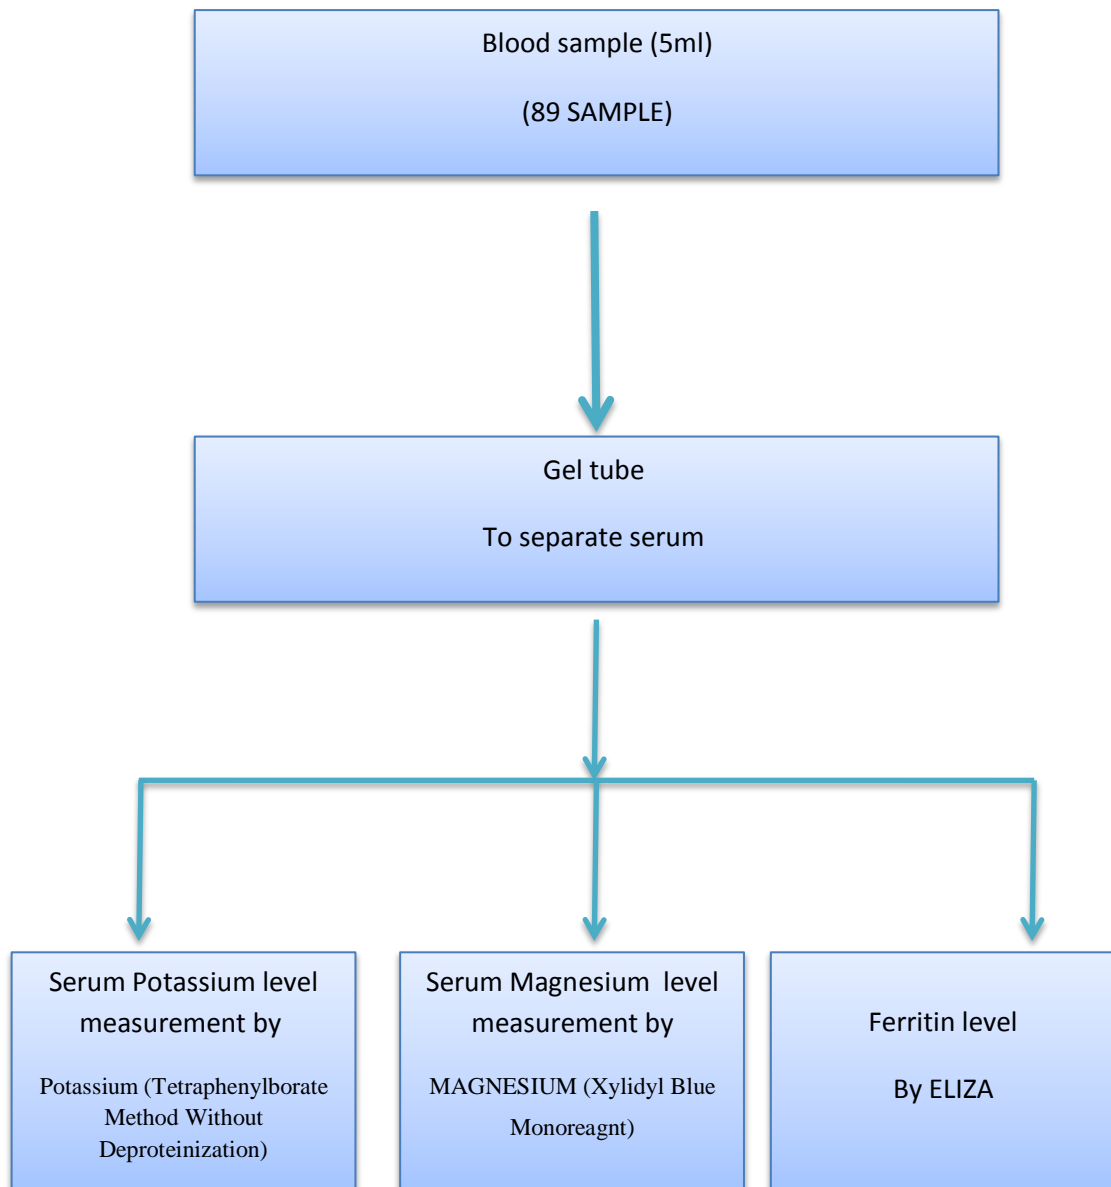 Blood sample (5ml)
(89 SAMPLE)
Gel tube
To separate serum
Serum Potassium level
measurement by
Potassium (Tetraphenylborate
Method Without
Deproteinization)
Serum Magnesium  level
measurement by
MAGNESIUM (Xylidyl Blue
Monoreagnt)
Ferritin level
By ELIZA